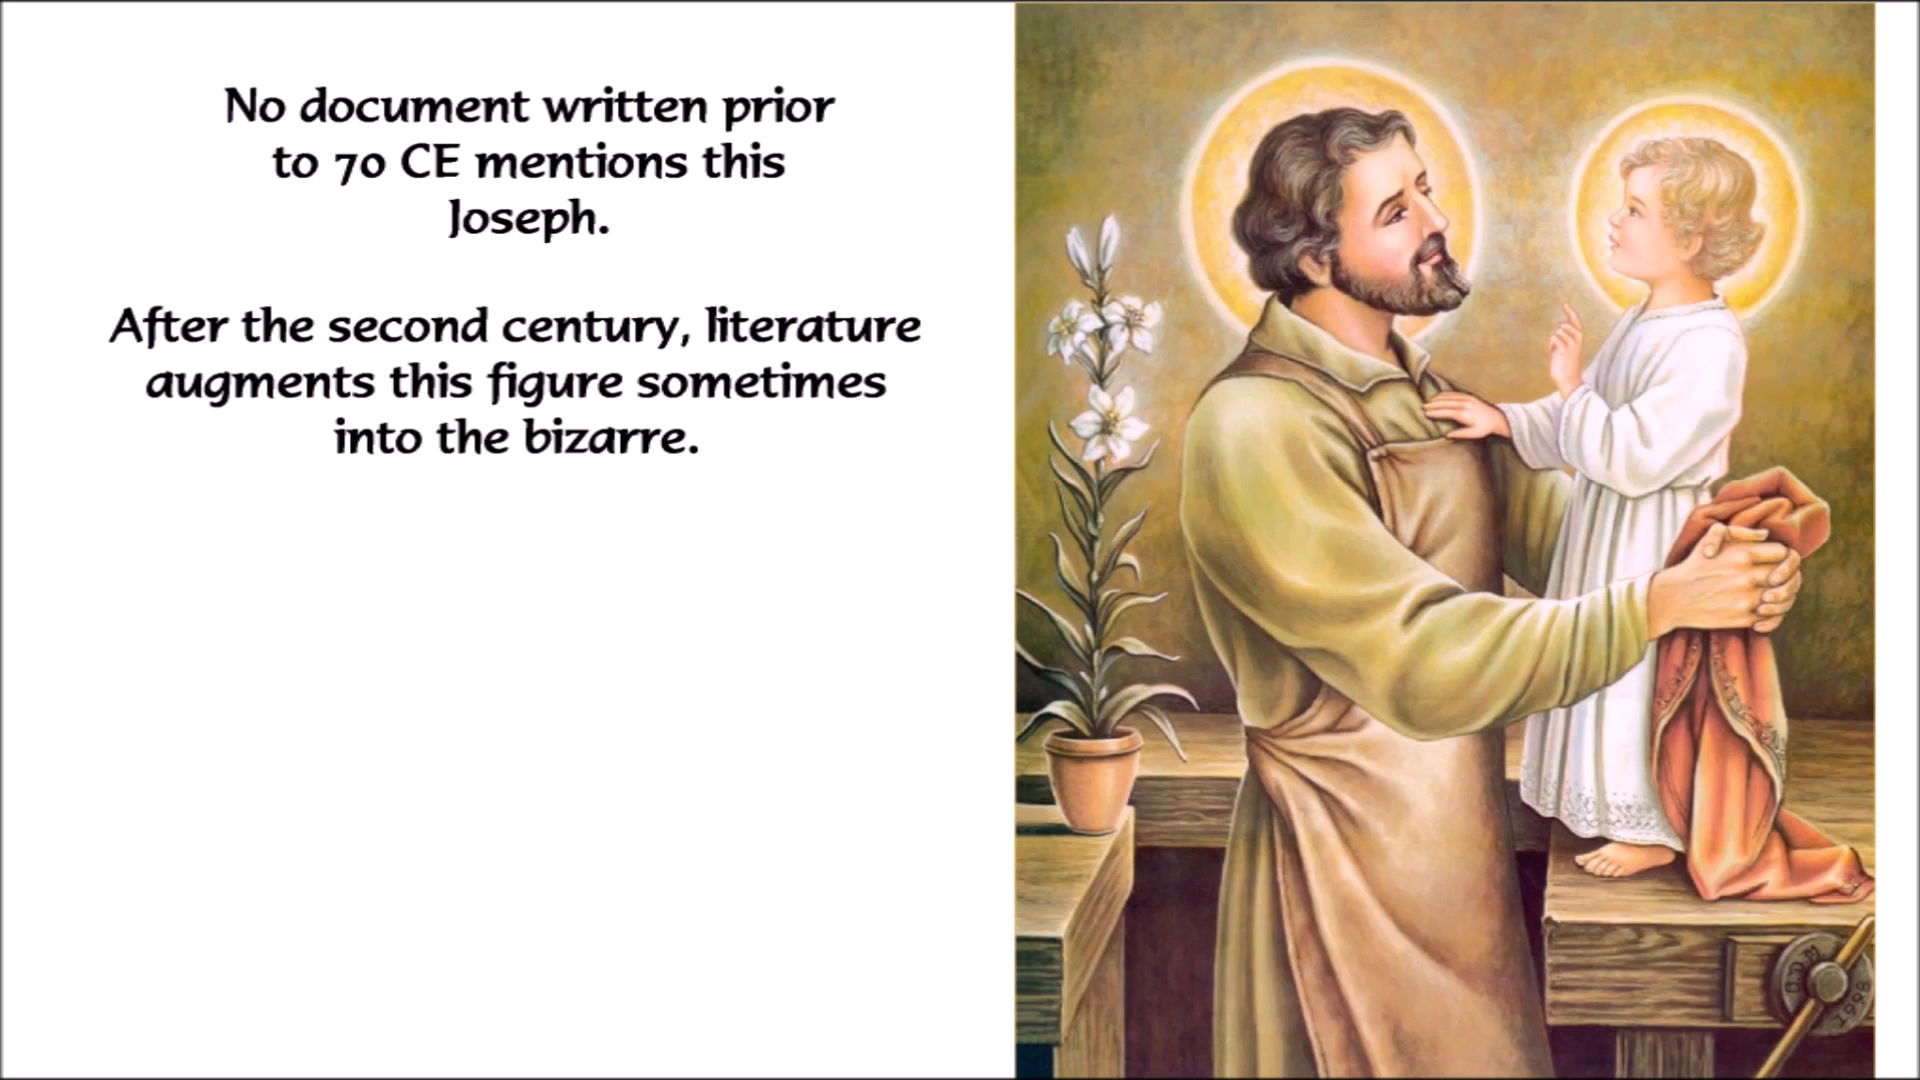 No document written prior
to 70 CE mentions this
Joseph.
After the second century, literature
augments this figure sometimes
into the bizarre.
1998